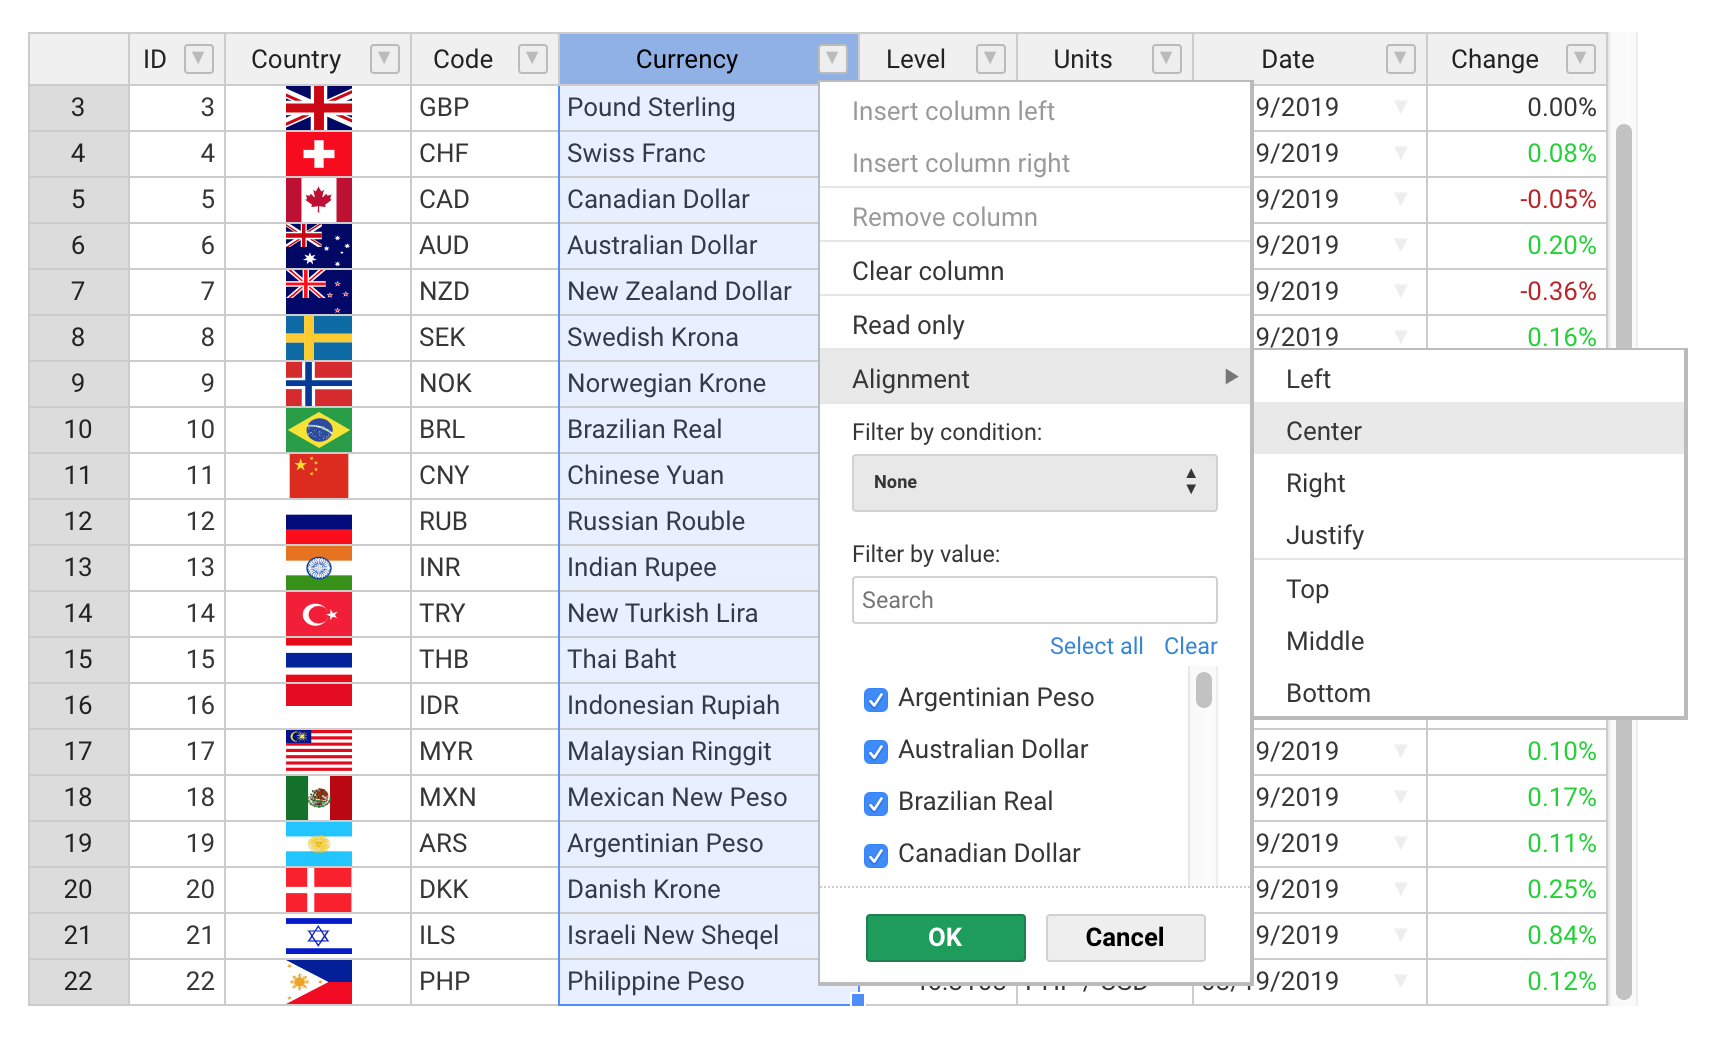 ID Country Code Currency Level Units Date Change
3 3 GBP Pound Sterling 9/2019 0.00%
4 4 CHF Swiss Franc 9/2019 0.08%
5 5 CAD Canadian Dollar 9/2019 -0.05%
6 6 AUD Australian Dollar 9/2019 0.20%
7 7 NZD New Zealand Dollar 9/2019 -0.36%
8 8 SEK Swedish Krona 9/2019 0.16%
9 9 NOK Norwegian Krone
10 10 BRL Brazilian Real
11 11 CNY Chinese Yuan
12 12 RUB Russian Rouble
13 13 INR Indian Rupee
14 14 TRY New Turkish Lira
15 15 THB Thai Baht
16 16 IDR Indonesian Rupiah
17 17 MYR Malaysian Ringgit 9/2019 0.10%
18 18 MXN Mexican New Peso 9/2019 0.17%
19 19 ARS Argentinian Peso 9/2019 0.11%
20 20 DKK Danish Krone 9/2019 0.25%
21 21 ILS Israeli New Sheqel 9/2019 0.84%
22 22 PHP Philippine Peso 9/2019 0.12%
Insert column left
Insert column right
Remove column
Clear column
Read only
Alignment
Filter by condition:
None
Filter by value:
Search
Select all Clear
Argentinian Peso
Australian Dollar
Brazilian Real
Canadian Dollar
OK Cancel
Left
Center
Right
Justify
Top
Middle
Bottom